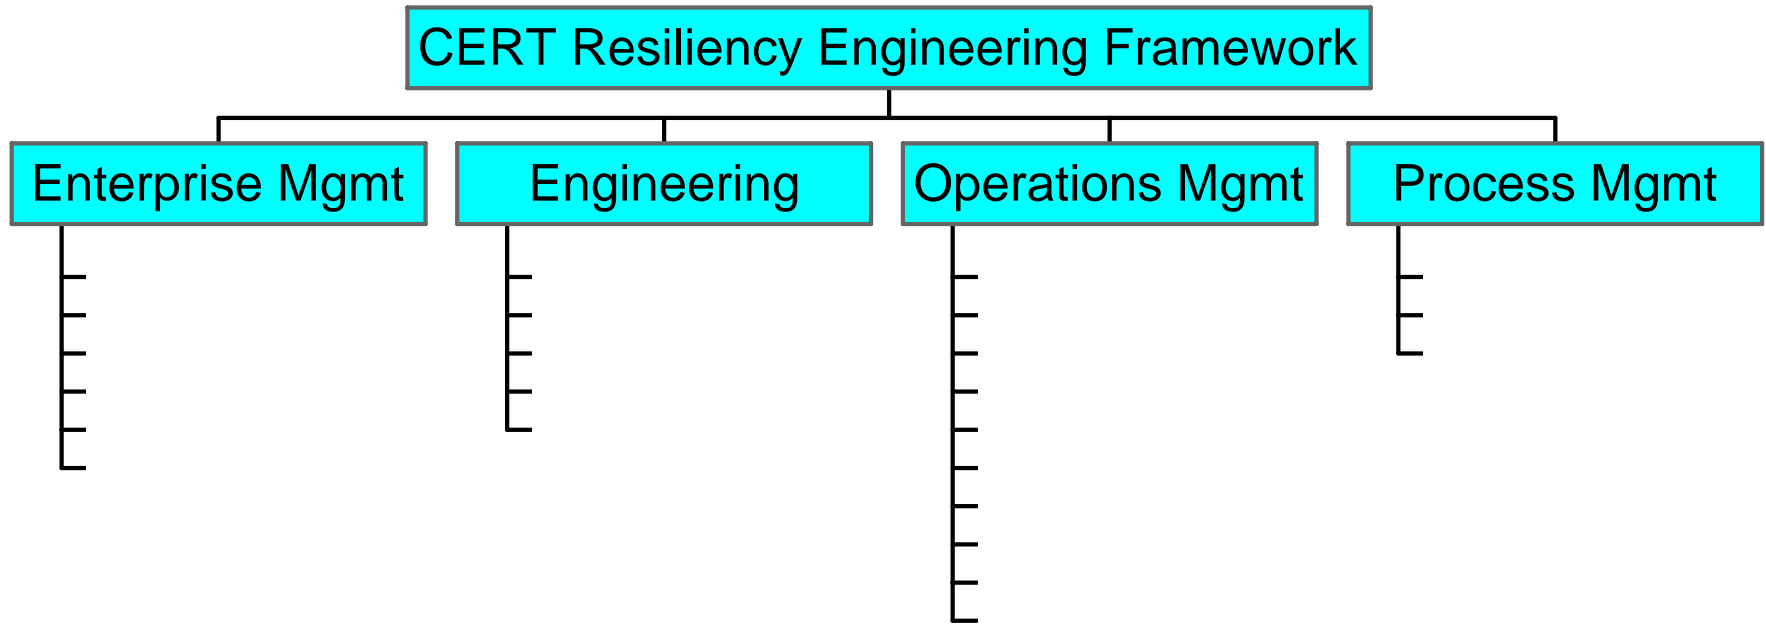 CERT Resiliency Engineering Framework
Enterprise Mgmt
Engineering
Operations Mgmt
Process Mgmt